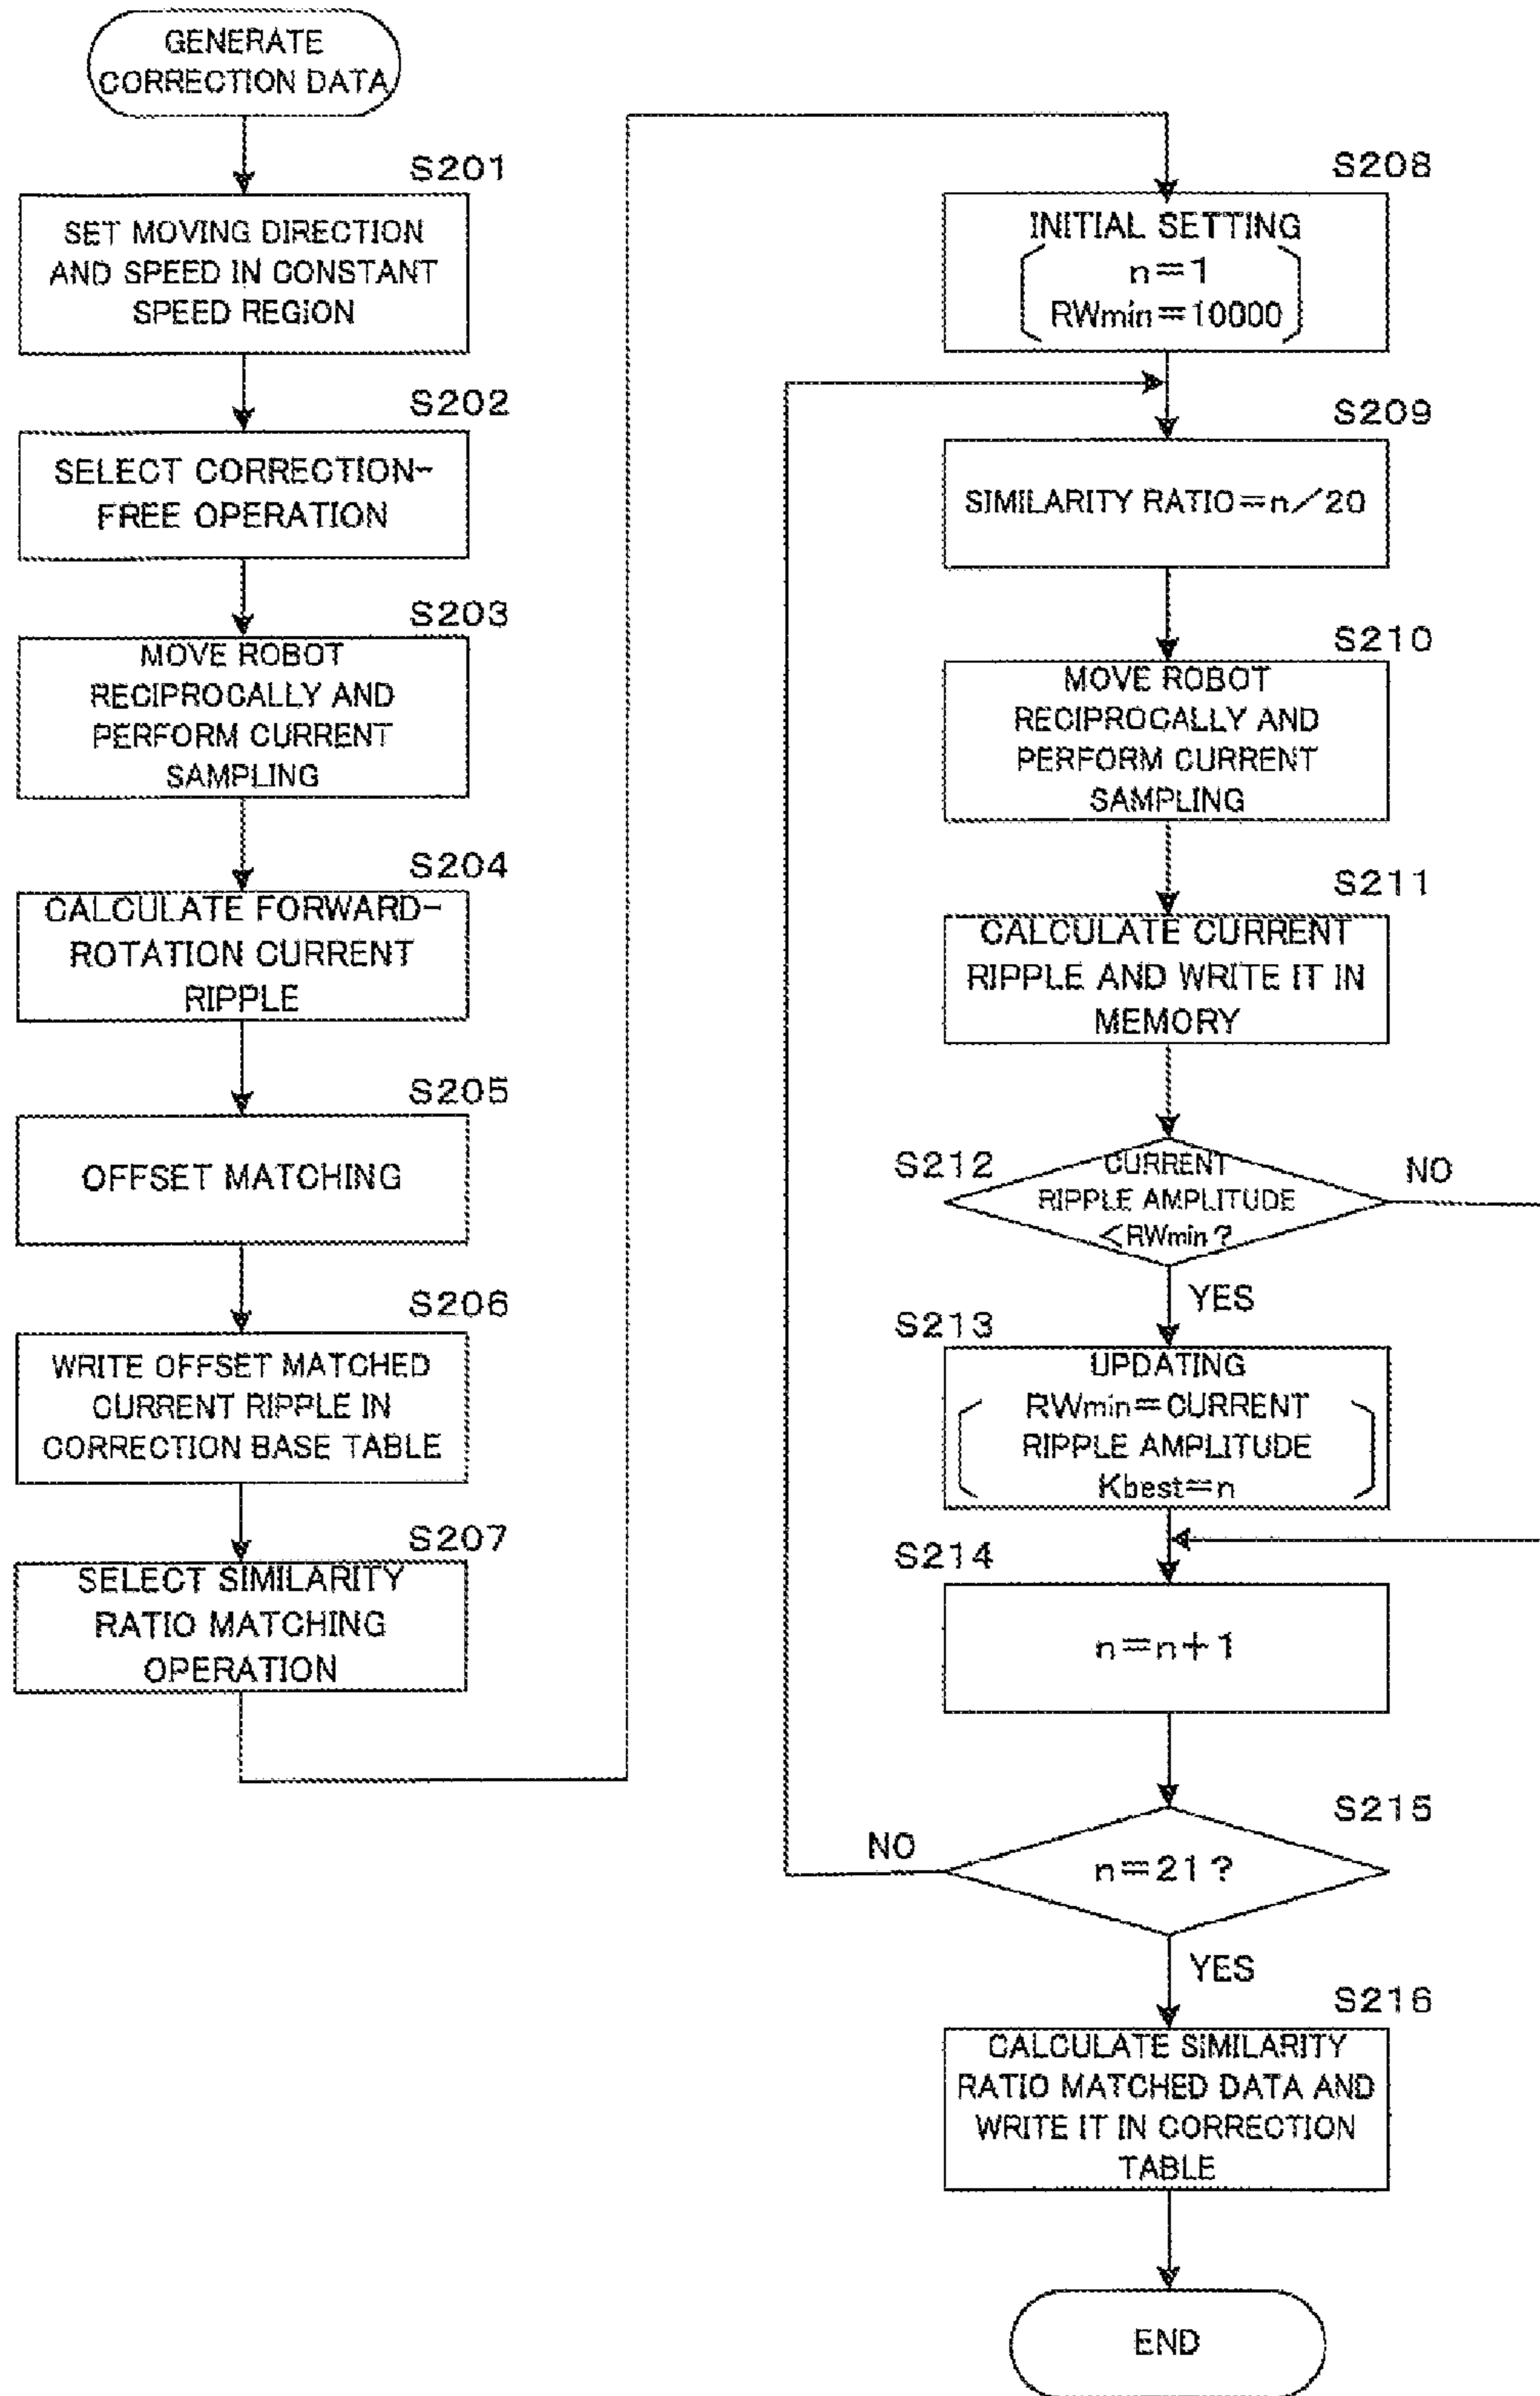 GENERATE
CORRECTION DATA
S201
SET MOVING DIRECTION
AND SPEED IN CONSTANT
SPEED REGION
S202
SELECT CORRECTION-
FREE OPERATION
S203
MOVE ROBOT
RECIPROCALLY AND
PERFORM CURRENT
SAMPLING
S204
CALCULATE FORWARD-
ROTATION CURRENT
RIPPLE
S205
OFFSET MATCHING
S206
WRITE OFFSET MATCHED
CURRENT RIPPLE IN
CORRECTION BASE TABLE
S207
SELECT SIMILARITY
RATIO MATCHING
OPERATION
S208
INITIAL SETTING
n=1
RWmin=10000
S209
SIMILARITY RATIO=n/20
S210
MOVE ROBOT
RECIPROCALLY AND
PERFORM CURRENT
SAMPLING
S211
CALCULATE CURRENT
RIPPLE AND WRITE IT IN
MEMORY
S212
CURRENT
RIPPLE AMPLITUDE
<RWmin?
NO
YES
S213
UPDATING
RWmin=CURRENT
RIPPLE AMPLITUDE
Kbest=n
S214
n=n+1
S215
n=21?
NO
YES
S216
CALCULATE SIMILARITY
RATIO MATCHED DATA AND
WRITE IT IN CORRECTION
TABLE
END